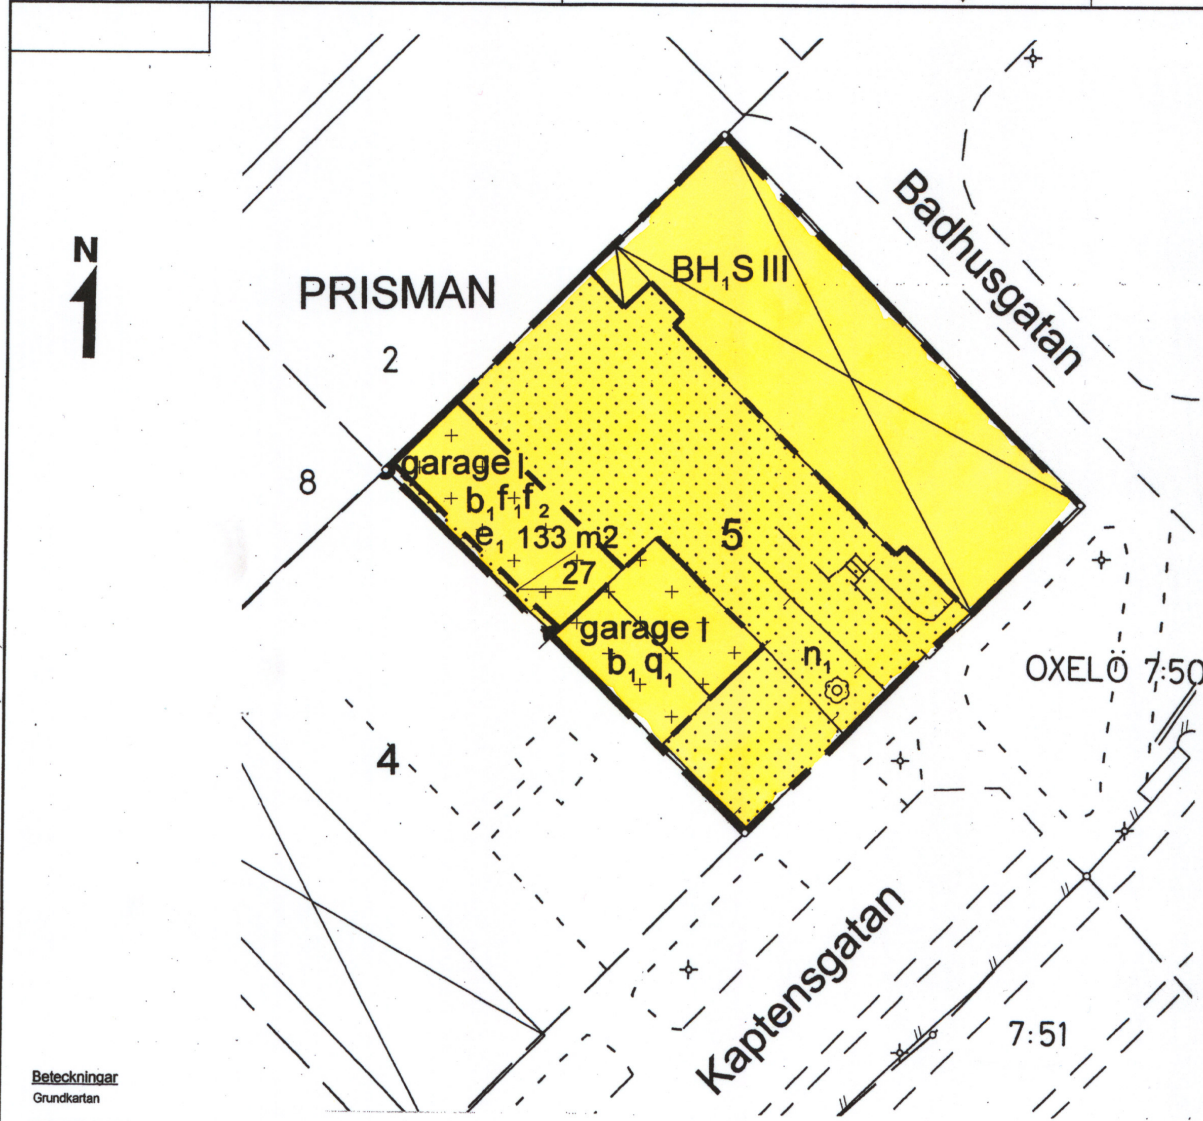 N
PRISMAN
2
8
BH₁S III
Badhusgatan
garage I
b₁f₁f₂
e₁ 133 m2
27
5
garage I
b₁q₁
n₁
OXELÖ 7:50
4
Kaptensgatan
7:51
Beteckningar
Grundkartan